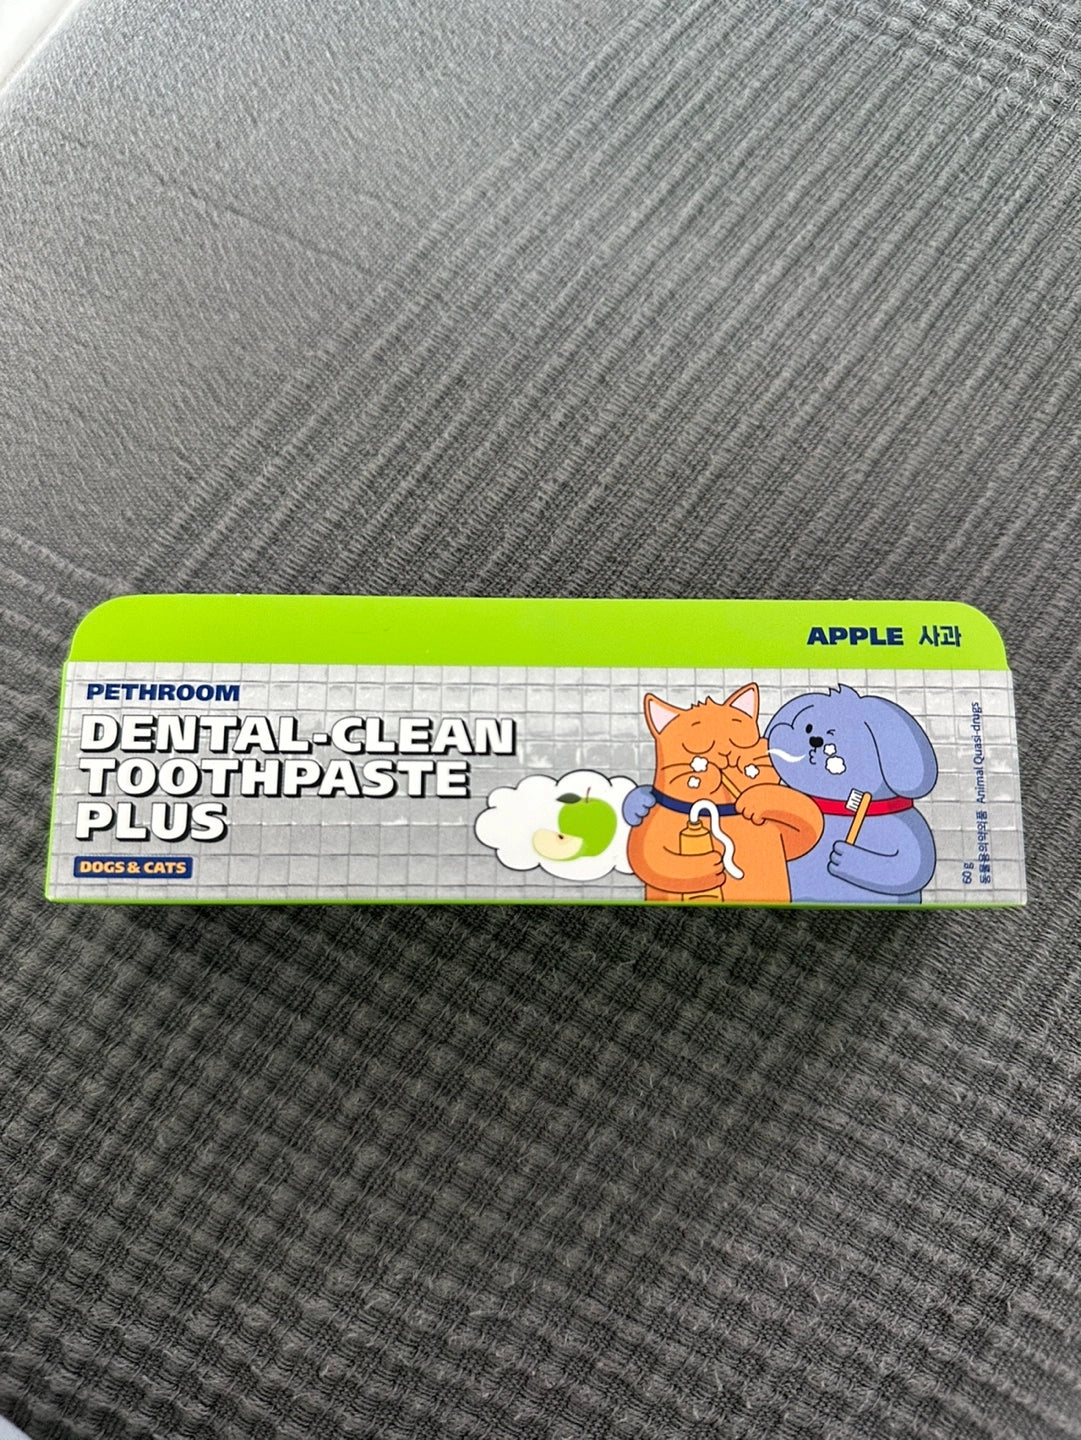 APPLE 사과
PETHROOM
DENTAL-CLEAN
TOOTHPASTE
PLUS
DOGS & CATS
60 g
동물용의약외품 Animal Quasi-drugs